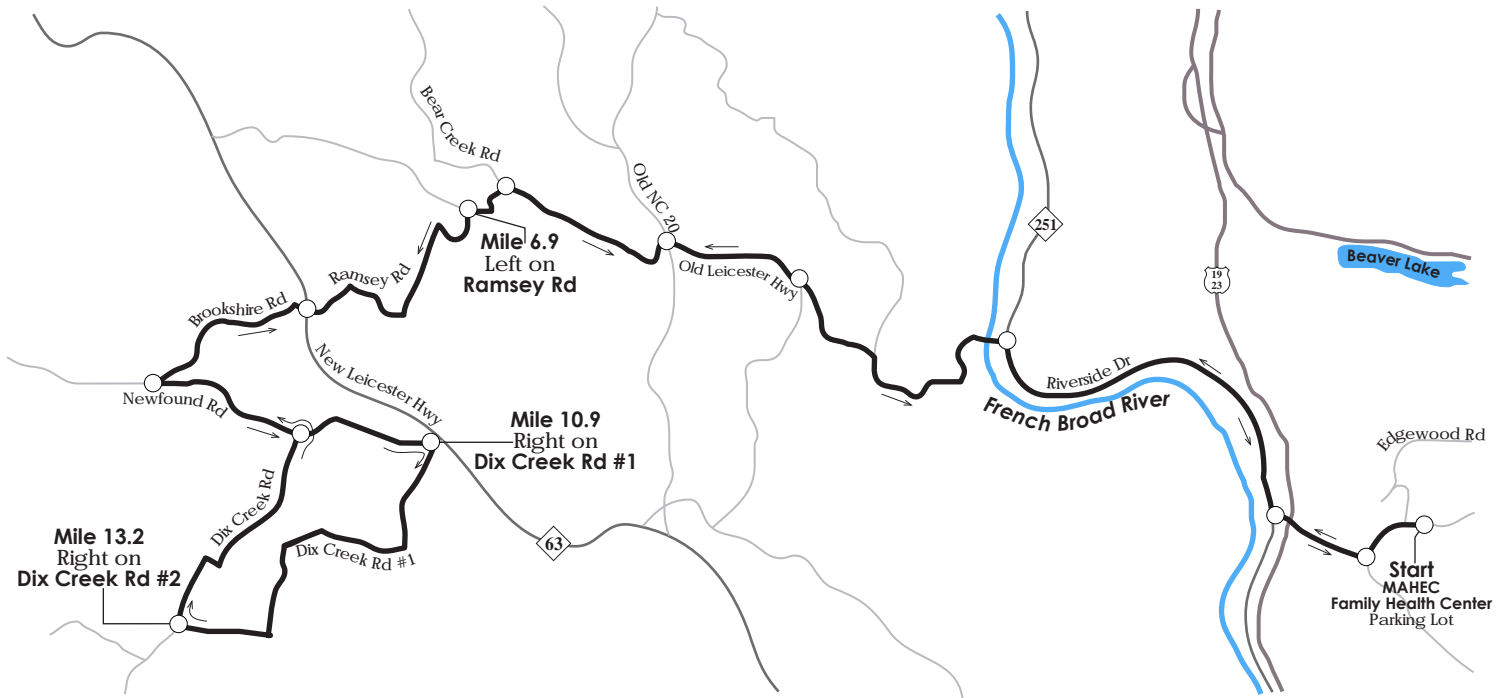 Bear Creek Rd
Old NC 20
251
Beaver Lake
19
23
Mile 6.9
Left on
Ramsey Rd
Ramsey Rd
Old Leicester Hwy
Brookshire Rd
New Leicester Hwy
Riverside Dr
French Broad River
Newfound Rd
Mile 10.9
Right on
Dix Creek Rd #1
Edgewood Rd
Dix Creek Rd
Mile 13.2
Right on
Dix Creek Rd #2
Dix Creek Rd #1
63
Start
MAHEC
Family Health Center
Parking Lot